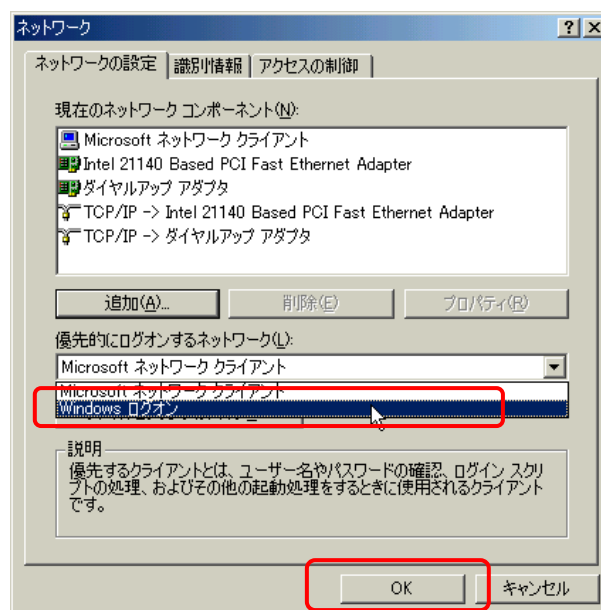 ネットワーク
ネットワークの設定 識別情報 アクセスの制御
現在のネットワーク コンポーネント(N):
Microsoft ネットワーク クライアント
Intel 21140 Based PCI Fast Ethernet Adapter
ダイヤルアップ アダプタ
TCP/IP -> Intel 21140 Based PCI Fast Ethernet Adapter
TCP/IP -> ダイヤルアップ アダプタ
追加(A)... 削除(E) プロパティ(R)
優先的にログオンするネットワーク(L):
Microsoft ネットワーク クライアント
Microsoft ネットワーク クライアント
Windows ログオン
説明
優先するクライアントとは、ユーザー名やパスワードの確認、ログイン スクリ
プトの処理、およびその他の起動処理をするときに使用されるクライアント
です。
OK キャンセル